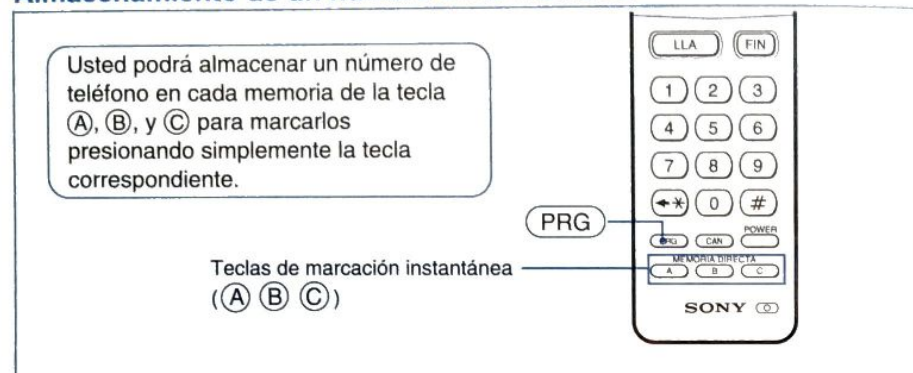 Usted podrá almacenar un número de
teléfono en cada memoria de la tecla
Ⓐ, Ⓑ, y Ⓒ para marcarlos
presionando simplemente la tecla
correspondiente.
LLA FIN
1 2 3
4 5 6
7 8 9
* 0 #
PRG
POWER
PRG CAN
MEMORIA DIRECTA
A B C
Teclas de marcación instantánea
(Ⓐ Ⓑ Ⓒ)
SONY